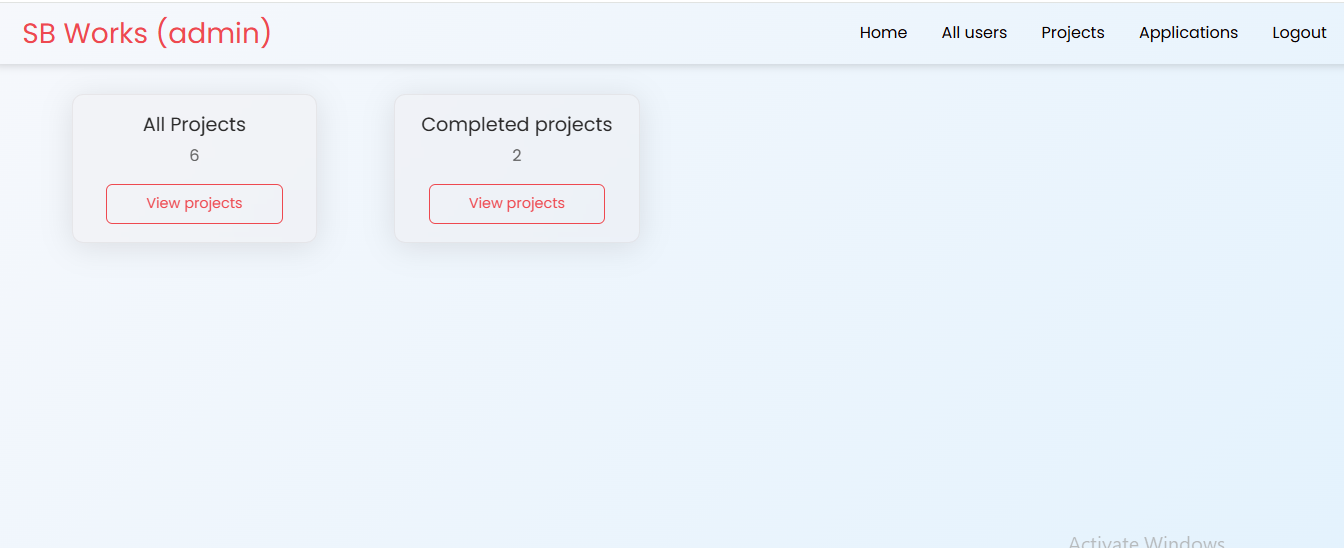 SB Works (admin)
Home All users Projects Applications Logout
All Projects
6
View projects
Completed projects
2
View projects
Activate Windows